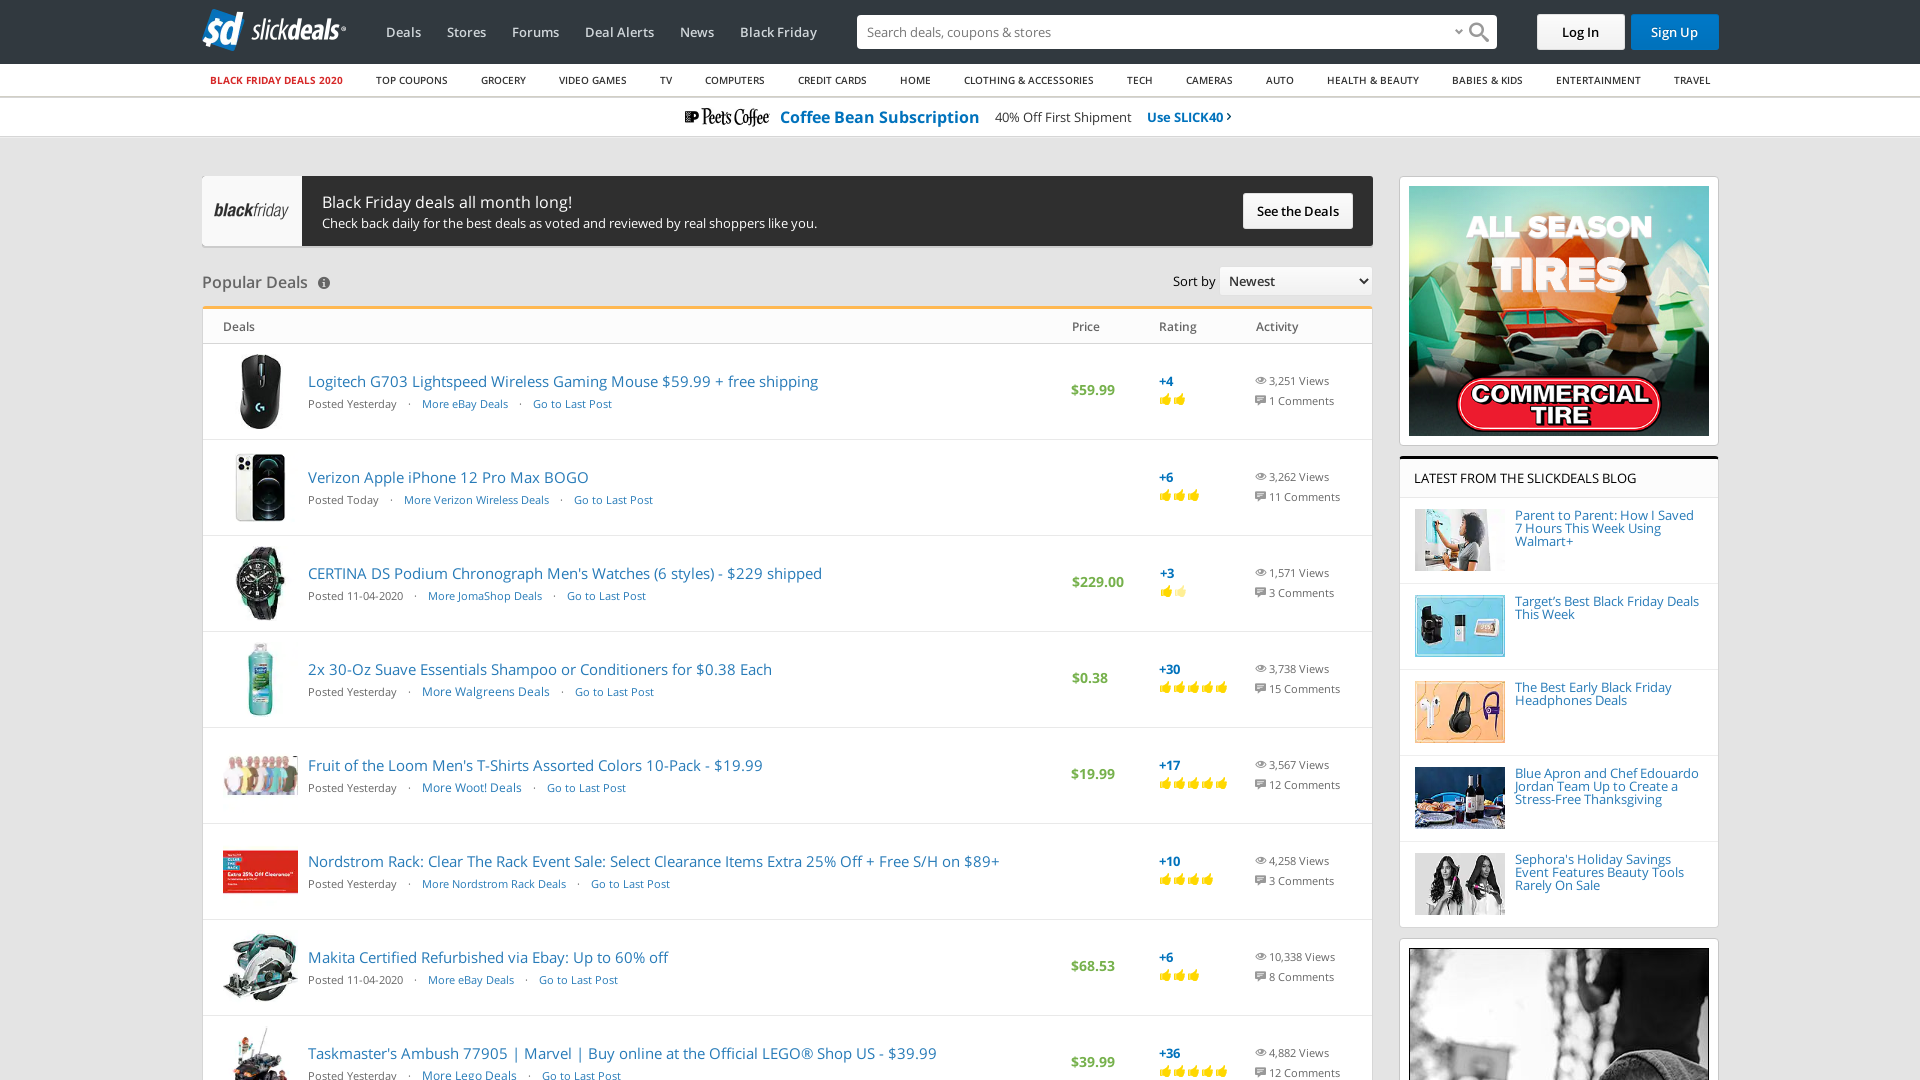 sd slickdeals®
Deals
Stores
Forums
Deal Alerts
News
Black Friday
Search deals, coupons & stores
Log In
Sign Up
BLACK FRIDAY DEALS 2020
TOP COUPONS
GROCERY
VIDEO GAMES
TV
COMPUTERS
CREDIT CARDS
HOME
CLOTHING & ACCESSORIES
TECH
CAMERAS
AUTO
HEALTH & BEAUTY
BABIES & KIDS
ENTERTAINMENT
TRAVEL
Peet's Coffee Coffee Bean Subscription 40% Off First Shipment Use SLICK40
blackfriday
Black Friday deals all month long!
Check back daily for the best deals as voted and reviewed by real shoppers like you.
See the Deals
Popular Deals
Sort by Newest
Deals Price Rating Activity
Logitech G703 Lightspeed Wireless Gaming Mouse $59.99 + free shipping
Posted Yesterday · More eBay Deals · Go to Last Post
$59.99
+4
3,251 Views
1 Comments
Verizon Apple iPhone 12 Pro Max BOGO
Posted Today · More Verizon Wireless Deals · Go to Last Post
+6
3,262 Views
11 Comments
CERTINA DS Podium Chronograph Men's Watches (6 styles) - $229 shipped
Posted 11-04-2020 · More JomaShop Deals · Go to Last Post
$229.00
+3
1,571 Views
3 Comments
2x 30-Oz Suave Essentials Shampoo or Conditioners for $0.38 Each
Posted Yesterday · More Walgreens Deals · Go to Last Post
$0.38
+30
3,738 Views
15 Comments
Fruit of the Loom Men's T-Shirts Assorted Colors 10-Pack - $19.99
Posted Yesterday · More Woot! Deals · Go to Last Post
$19.99
+17
3,567 Views
12 Comments
Extra 25% Off Clearance
Nordstrom Rack: Clear The Rack Event Sale: Select Clearance Items Extra 25% Off + Free S/H on $89+
Posted Yesterday · More Nordstrom Rack Deals · Go to Last Post
+10
4,258 Views
3 Comments
Makita Certified Refurbished via Ebay: Up to 60% off
Posted 11-04-2020 · More eBay Deals · Go to Last Post
$68.53
+6
10,338 Views
8 Comments
Taskmaster's Ambush 77905 | Marvel | Buy online at the Official LEGO® Shop US - $39.99
Posted Yesterday · More Lego Deals · Go to Last Post
$39.99
+36
4,882 Views
12 Comments
ALL SEASON
TIRES
COMMERCIAL
TIRE
LATEST FROM THE SLICKDEALS BLOG
Parent to Parent: How I Saved
7 Hours This Week Using
Walmart+
Target's Best Black Friday Deals
This Week
The Best Early Black Friday
Headphones Deals
Blue Apron and Chef Edouardo
Jordan Team Up to Create a
Stress-Free Thanksgiving
Sephora's Holiday Savings
Event Features Beauty Tools
Rarely On Sale